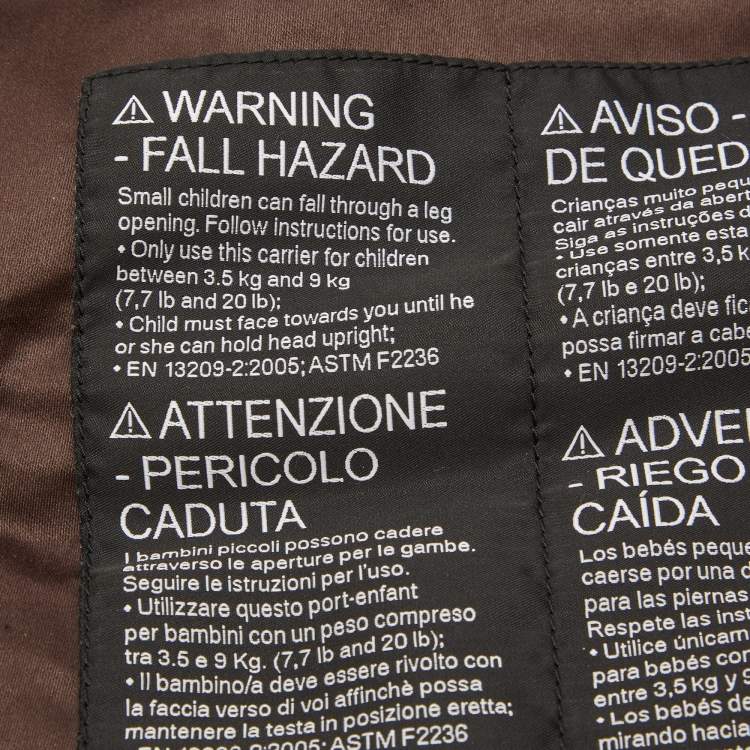 ⚠ WARNING
- FALL HAZARD
Small children can fall through a leg
opening. Follow instructions for use.
• Only use this carrier for children
between 3.5 kg and 9 kg
(7,7 lb and 20 lb);
• Child must face towards you until he
or she can hold head upright;
• EN 13209-2:2005; ASTM F2236
⚠ ATTENZIONE
- PERICOLO
CADUTA
I bambini piccoli possono cadere
attraverso le aperture per le gambe.
Seguire le istruzioni per l'uso.
• Utilizzare questo port-enfant
per bambini con un peso compreso
tra 3.5 e 9 Kg. (7,7 lb and 20 lb);
• Il bambino/a deve essere rivolto con
la faccia verso di voi affinchè possa
mantenere la testa in posizione eretta;
• EN 13209-2:2005; ASTM F2236
⚠ AVISO -
DE QUED
Crianças muito pequ
cair através da abert
Siga as instruções d
• Use somente esta
crianças entre 3,5 k
(7,7 lb e 20 lb);
• A criança deve fic
possa firmar a cabe
• EN 13209-2:2005
⚠ ADVE
- RIEGO
CAÍDA
Los bebés peque
caerse por una d
para las piernas
Respete las inst
• Utilice únicam
para bebés con
entre 3,5 kg y 9
• Los bebés de
mirando hacia